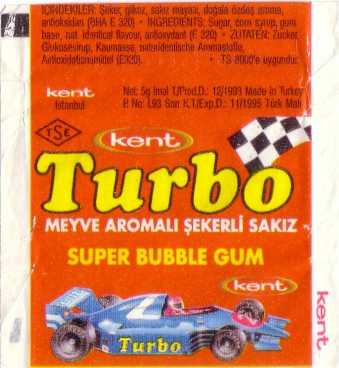 İÇİNDEKİLER: Şeker, glikoz, sakız mayası, doğala özdeş aroma,
antioksidan (BHA E 320) • INGREDIENTS: Sugar, corn syrup, gum
base, nat. identical flavour, antioxydant (E 320). • ZUTATEN: Zucker,
Glukosesirup, Kaumasse, naturidentische Aromastoffe,
Antioxidationsmittel (E320). • TS 8000'e uygundur.
kent
İstanbul
Net: 5g İmal T./Prod.D.: 12/1993 Made in Turkey
P. No: L93 Son K.T./Exp.D.: 11/1995 Türk Malı
TSE
kent
Turbo
MEYVE AROMALI ŞEKERLİ SAKIZ
SUPER BUBBLE GUM
kent
kent
Turbo